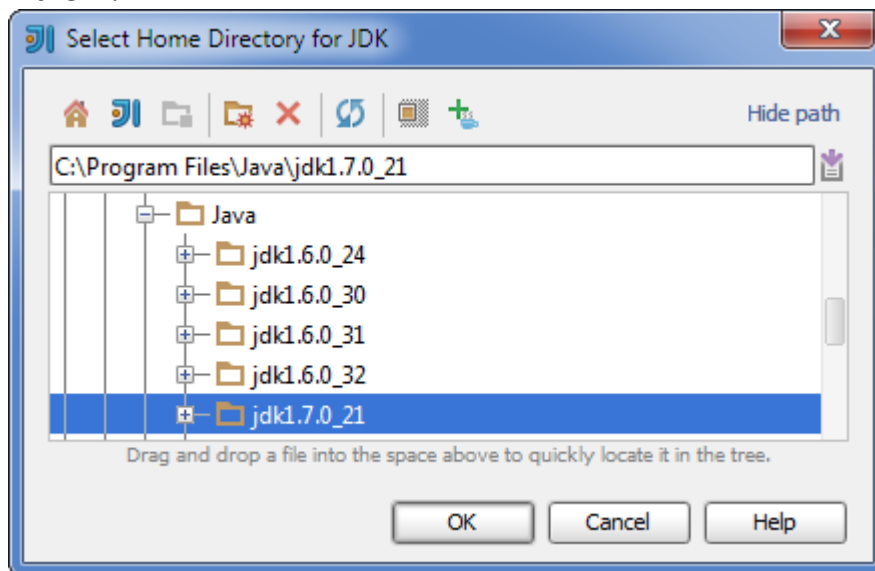 Select Home Directory for JDK
Hide path
C:\Program Files\Java\jdk1.7.0_21
Java
jdk1.6.0_24
jdk1.6.0_30
jdk1.6.0_31
jdk1.6.0_32
jdk1.7.0_21
Drag and drop a file into the space above to quickly locate it in the tree.
OK Cancel Help